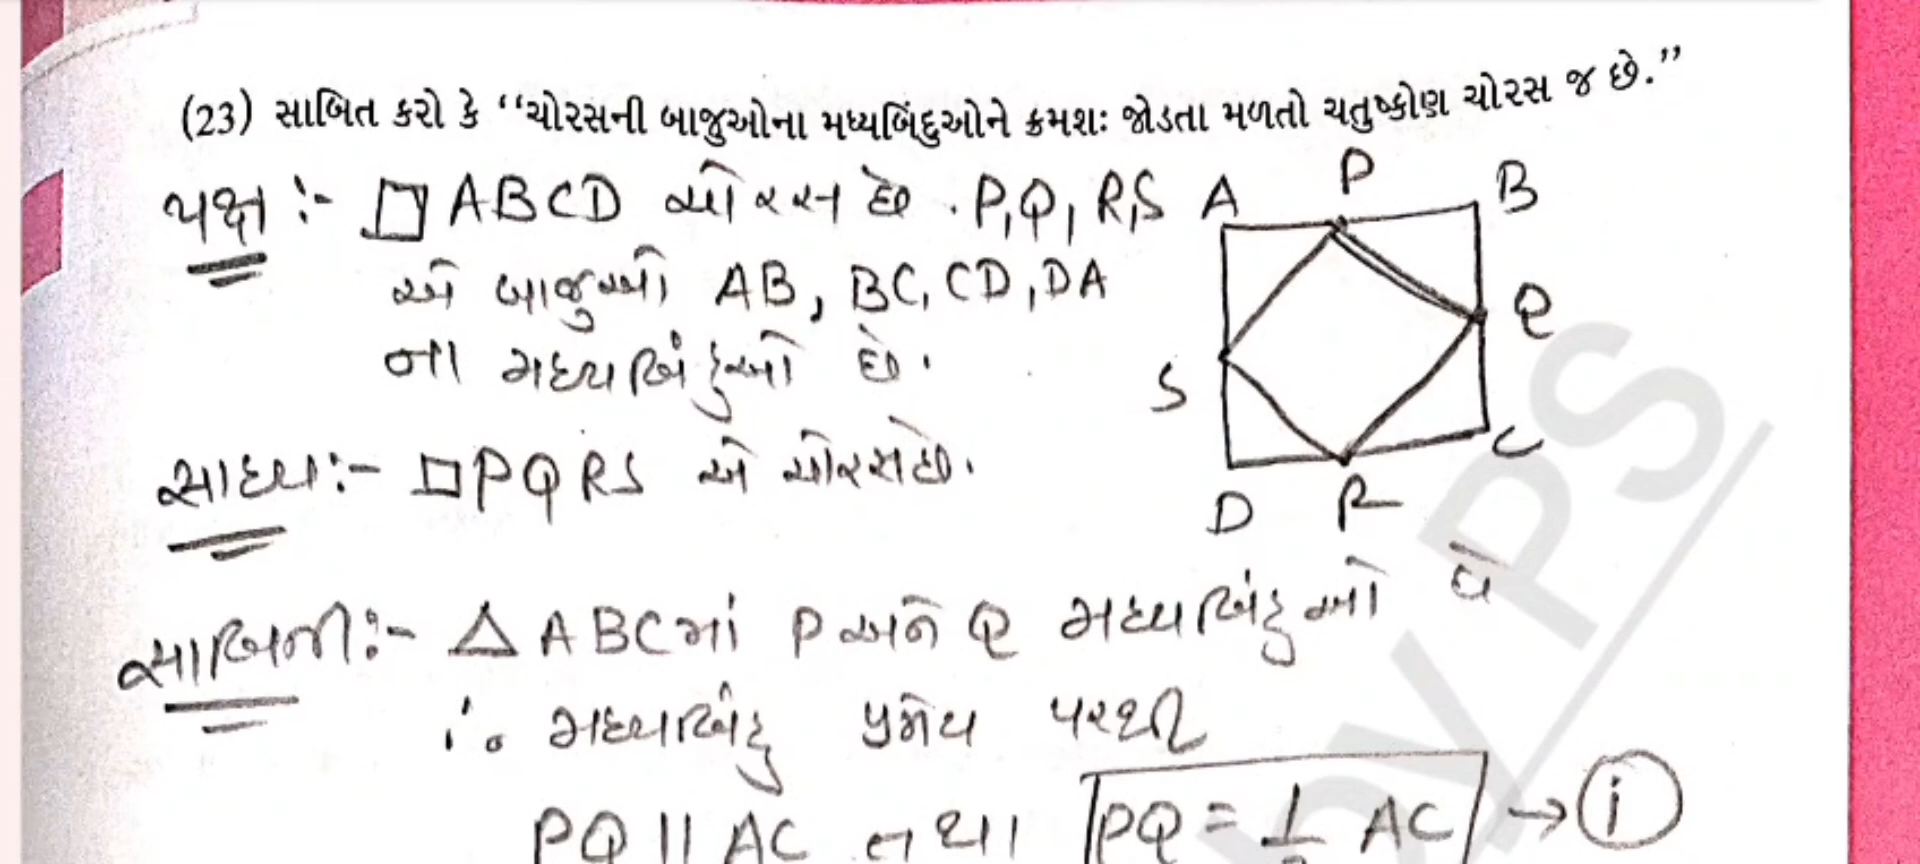 (23) સાબિત કરો કે “ચોરસની બાજુઓના મધ્યબિંદુઓને ક્રમશઃ જોડતા મળતો ચતુષ્કોણ ચોરસ જ છે.”
પક્ષ :- □ ABCD ચોરસ છે. P, Q, R, S
એ બાજુઓ AB, BC, CD, DA
ના મધ્યબિંદુઓ છે.
A P B
Q
S
C
D R
સાધ્ય :- □PQRS એ ચોરસ છે.
સાબિતી :- △ ABCમાં P અને Q મધ્યબિંદુઓ છે
∴ મધ્યબિંદુ પ્રમેય પરથી
PQ || AC તથા PQ = 1/2 AC → (i)